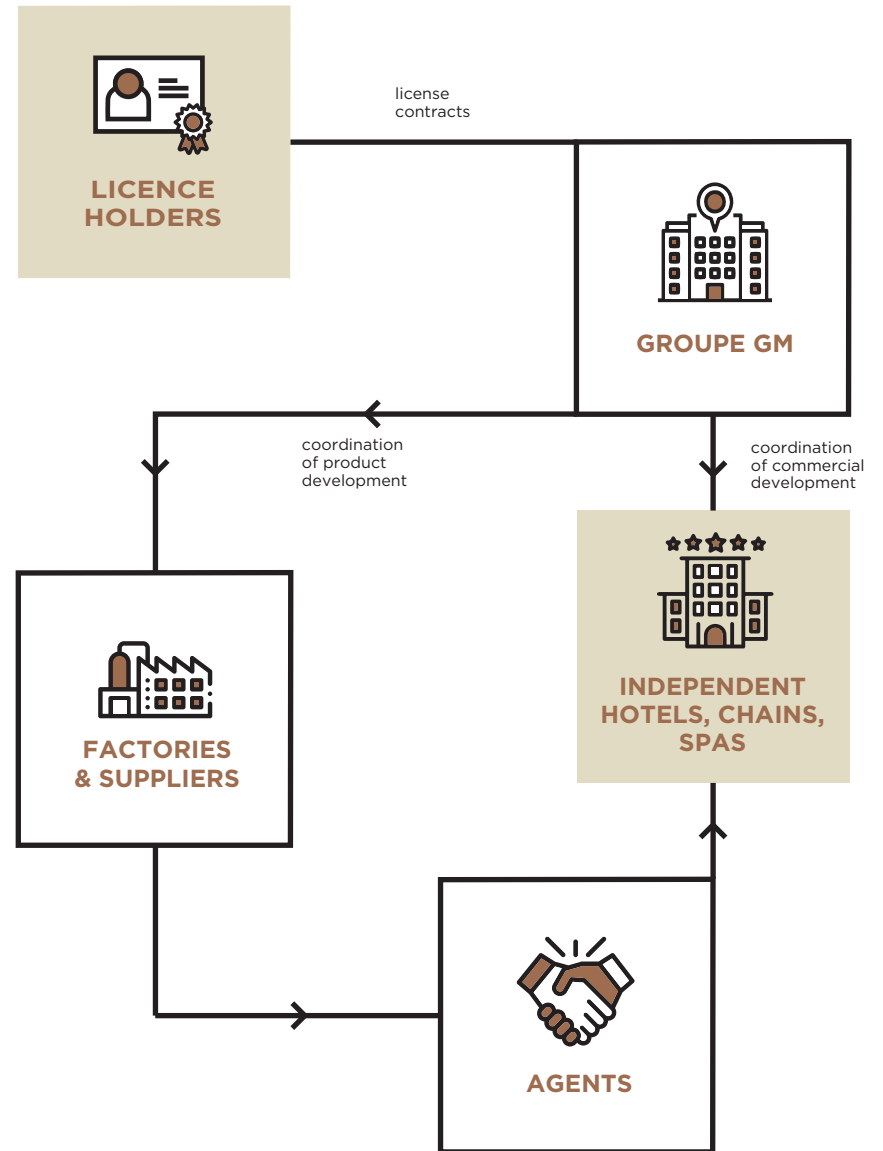 license
contracts
LICENCE
HOLDERS
GROUPE GM
coordination
of product
development
coordination
of commercial
development
INDEPENDENT
HOTELS, CHAINS,
SPAS
FACTORIES
& SUPPLIERS
AGENTS